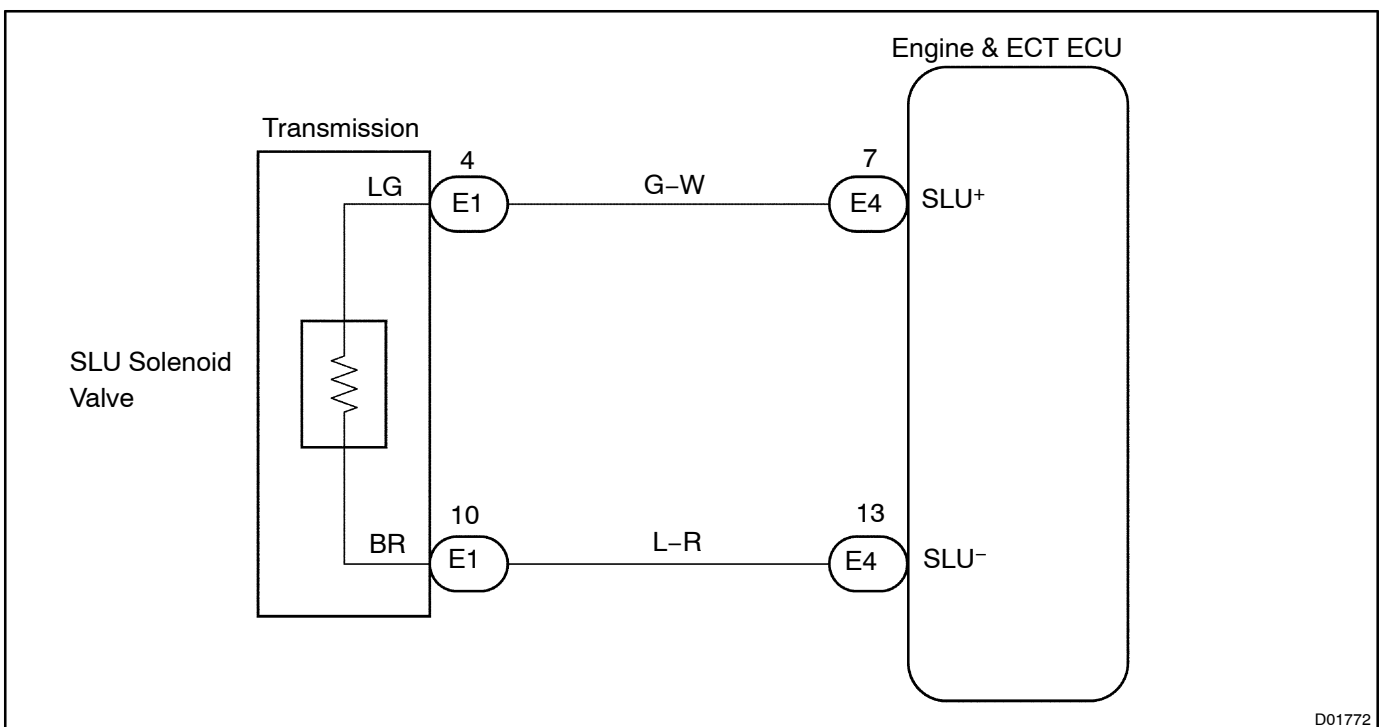 Engine & ECT ECU
Transmission
4
7
LG
E1
G−W
E4
SLU+
SLU Solenoid
Valve
10
13
BR
E1
L−R
E4
SLU−
D01772